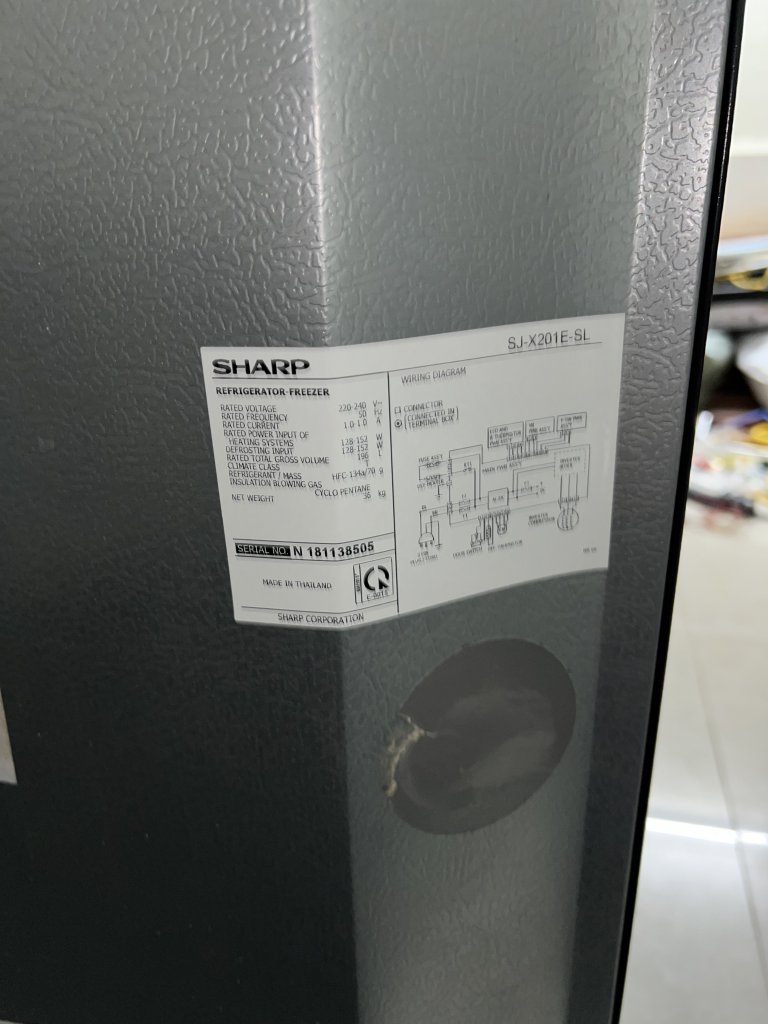 SJ-X201E-SL
SHARP
REFRIGERATOR-FREEZER
RATED VOLTAGE 220-240 V~
RATED FREQUENCY 50 Hz
RATED CURRENT 1.0-1.0 A
RATED POWER INPUT OF
HEATING SYSTEMS 128-152 W
DEFROSTING INPUT 128-152 W
RATED TOTAL GROSS VOLUME 196 L
CLIMATE CLASS T
REFRIGERANT / MASS HFC-134a/70 g
INSULATION BLOWING GAS
CYCLO PENTANE
NET WEIGHT 36 kg
SERIAL NO. N 181138505
MADE IN THAILAND
SHARP CORPORATION
WIRING DIAGRAM
CONNECTOR
(CONNECTED IN
TERMINAL BOX)
MAIN PWB ASSY
INVERTER